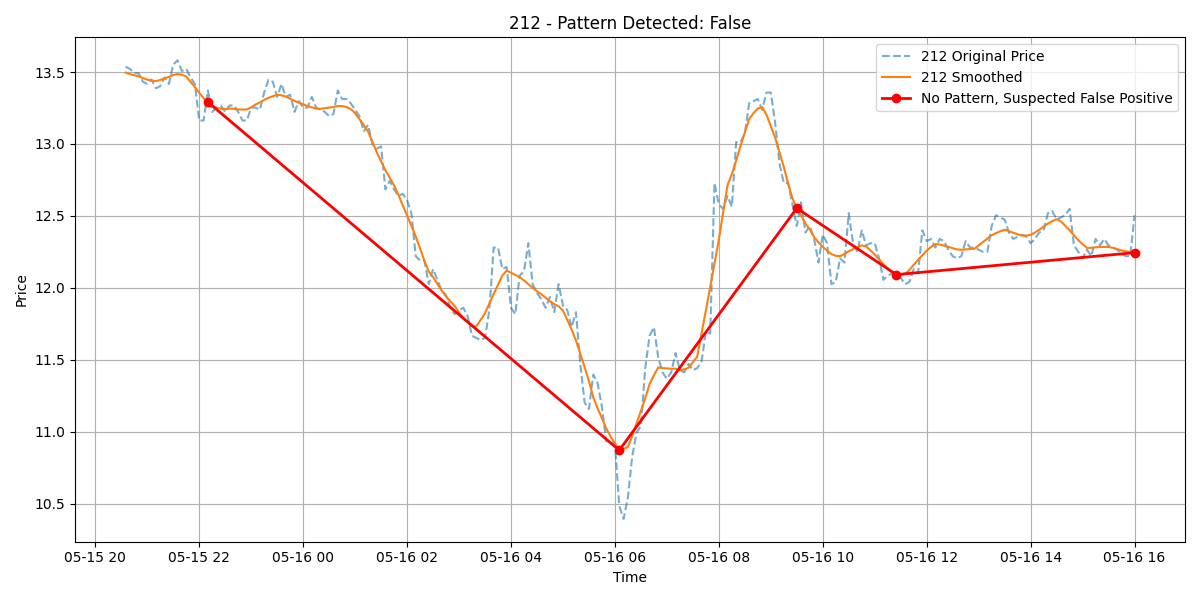 212 - Pattern Detected: False
212 Original Price
212 Smoothed
No Pattern, Suspected False Positive
Price
13.5
13.0
12.5
12.0
11.5
11.0
10.5
05-15 20 05-15 22 05-16 00 05-16 02 05-16 04 05-16 06 05-16 08 05-16 10 05-16 12 05-16 14 05-16 16
Time